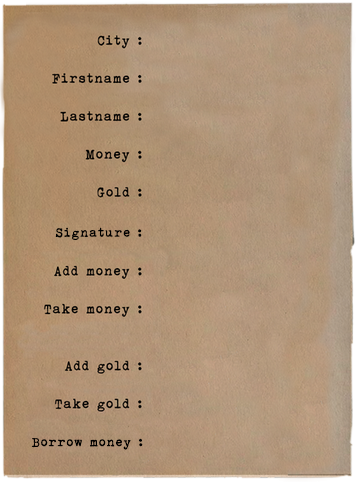 City :
Firstname :
Lastname :
Money :
Gold :
Signature :
Add money :
Take money :
Add gold :
Take gold :
Borrow money :